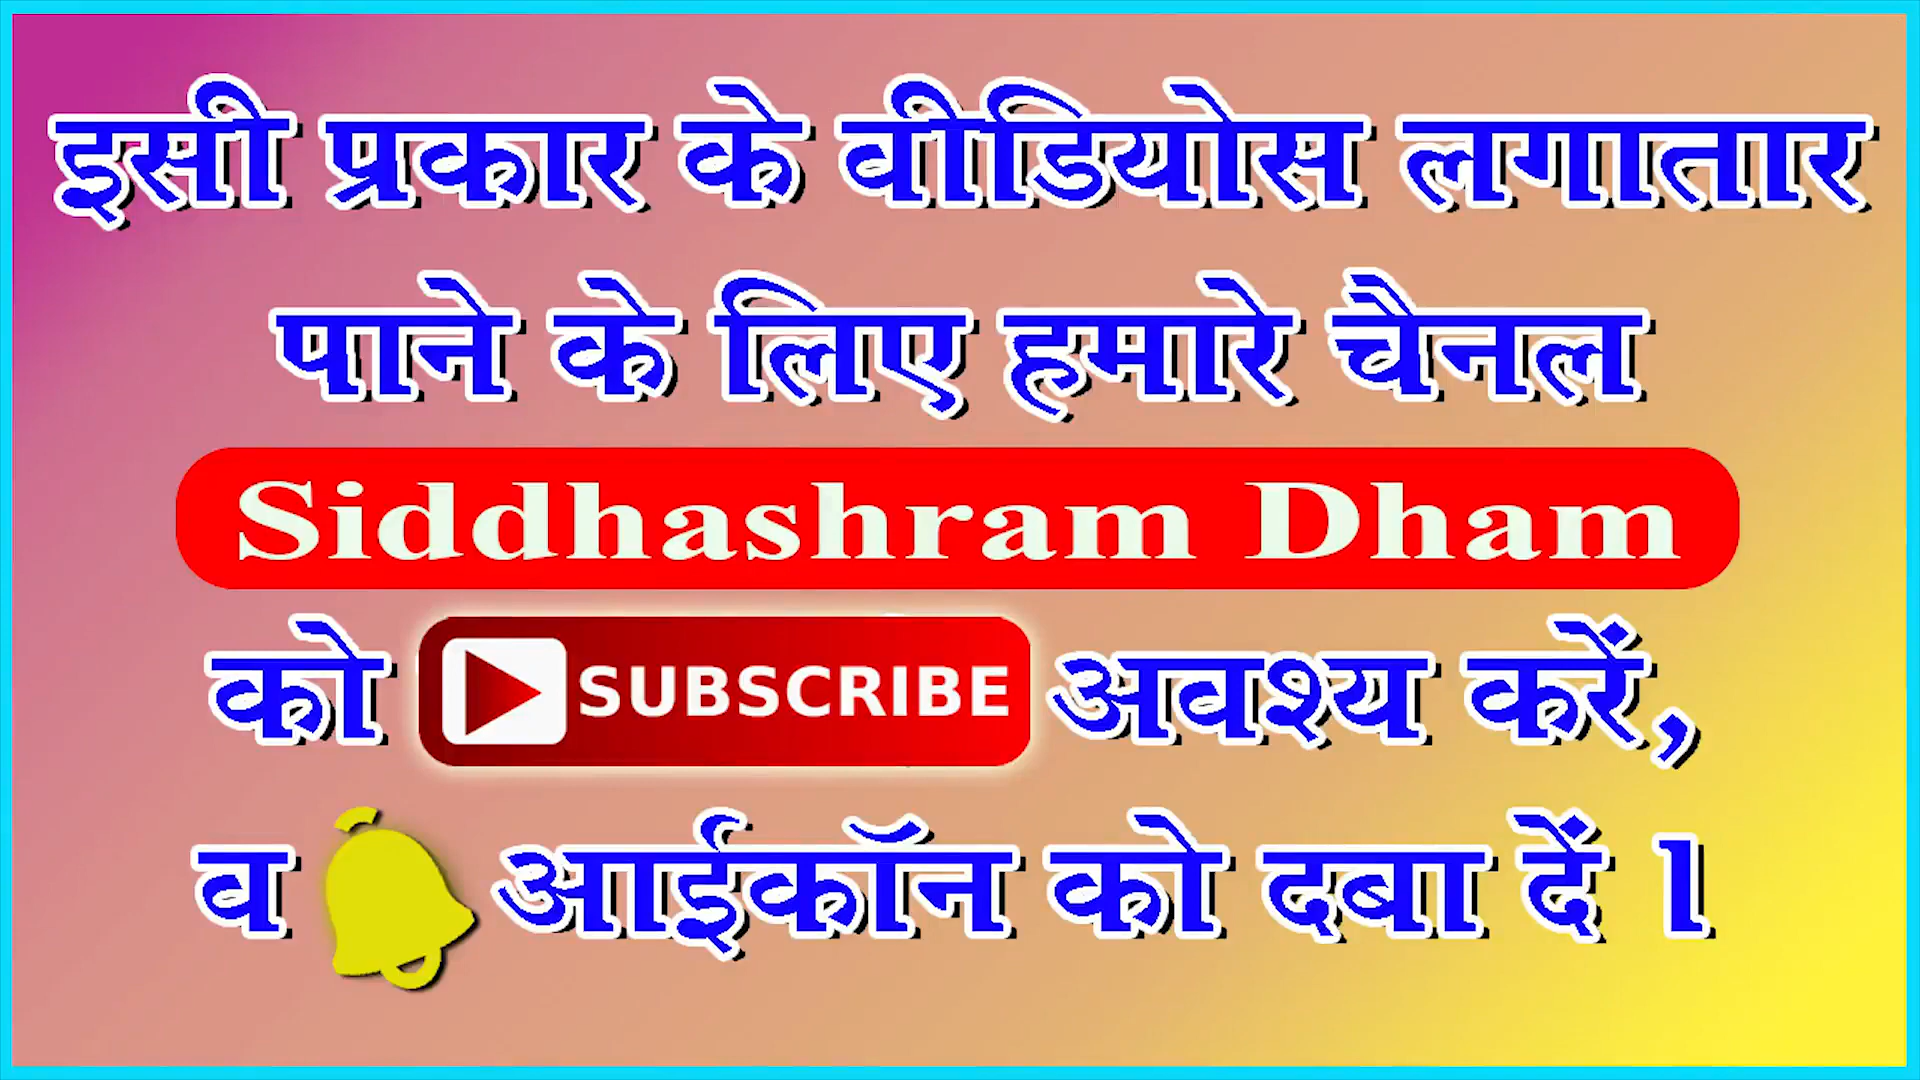 इसी प्रकार के वीडियोस लगातार
पाने के लिए हमारे चैनल
Siddhashram Dham
को SUBSCRIBE अवश्य करें,
व आईकॉन को दबा दें ।